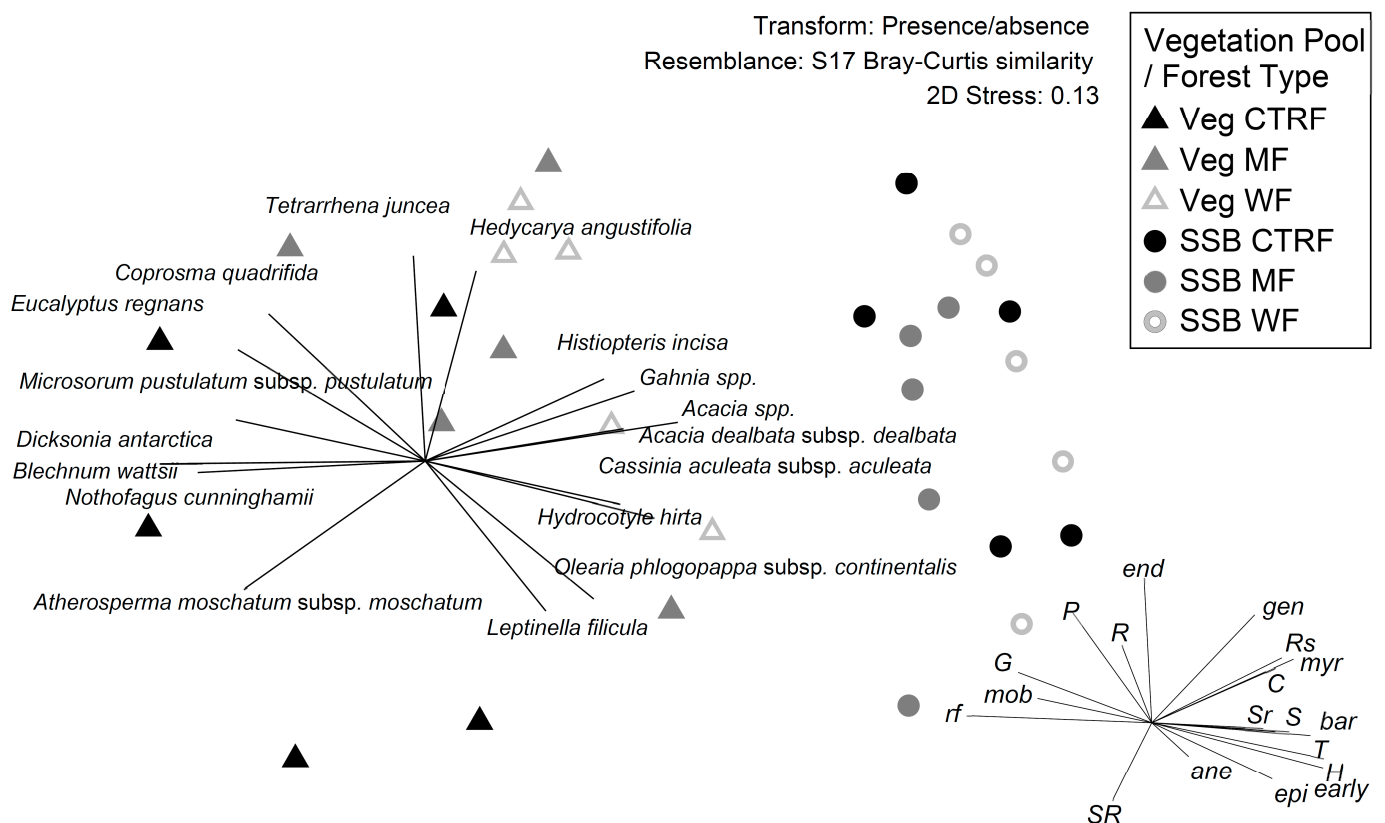 Transform: Presence/absence
Resemblance: S17 Bray-Curtis similarity
2D Stress: 0.13
Vegetation Pool
/ Forest Type
Veg CTRF
Veg MF
Veg WF
SSB CTRF
SSB MF
SSB WF
Tetrarrhena juncea
Hedycarya angustifolia
Coprosma quadrifida
Eucalyptus regnans
Histiopteris incisa
Microsorum pustulatum subsp. pustulatum
Gahnia spp.
Acacia spp.
Dicksonia antarctica
Acacia dealbata subsp. dealbata
Blechnum wattsii
Cassinia aculeata subsp. aculeata
Nothofagus cunninghamii
Hydrocotyle hirta
Olearia phlogopappa subsp. continentalis
Atherosperma moschatum subsp. moschatum
Leptinella filicula
end
P
gen
R
Rs
G
myr
C
mob
rf
Sr
S
bar
T
ane
H
epi
early
SR